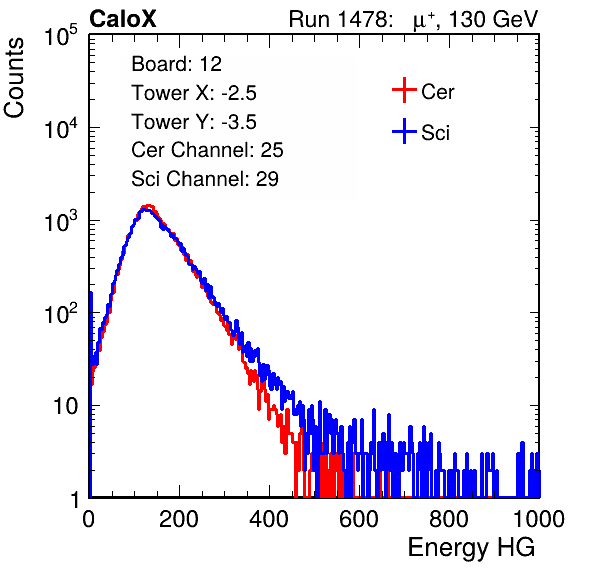 CaloX Run 1478: μ⁺, 130 GeV
Board: 12
Tower X: -2.5
Tower Y: -3.5
Cer Channel: 25
Sci Channel: 29
Cer
Sci
Counts
10⁵
10⁴
10³
10²
10
1
0 200 400 600 800 1000
Energy HG